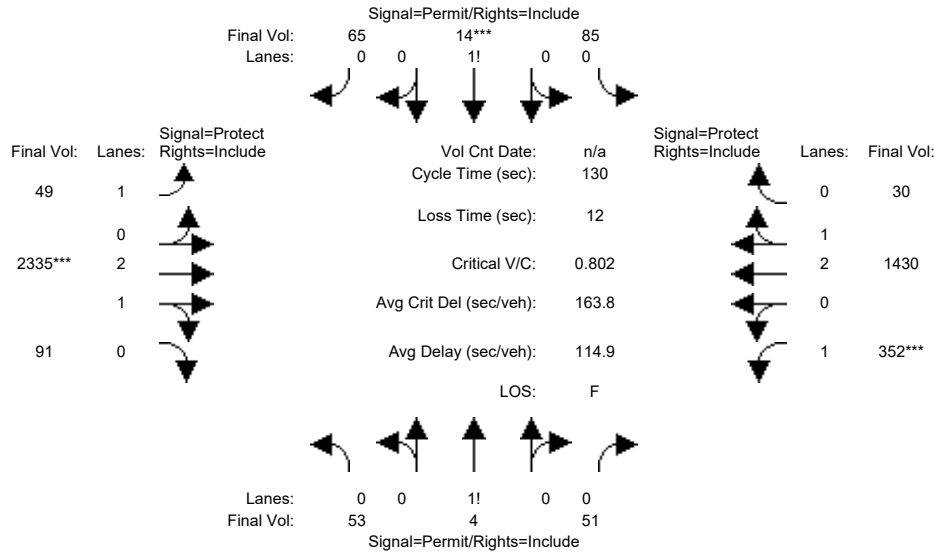 Signal=Permit/Rights=Include
Final Vol: 65 14*** 85
Lanes: 0 0 1! 0 0
Signal=Protect Signal=Protect
Final Vol: Lanes: Rights=Include Vol Cnt Date: n/a Rights=Include Lanes: Final Vol:
Cycle Time (sec): 130
49 1 0 30
Loss Time (sec): 12
0 1
2335*** 2 Critical V/C: 0.802 2 1430
1 Avg Crit Del (sec/veh): 163.8 0
91 0 Avg Delay (sec/veh): 114.9 1 352***
LOS: F
Lanes: 0 0 1! 0 0
Final Vol: 53 4 51
Signal=Permit/Rights=Include